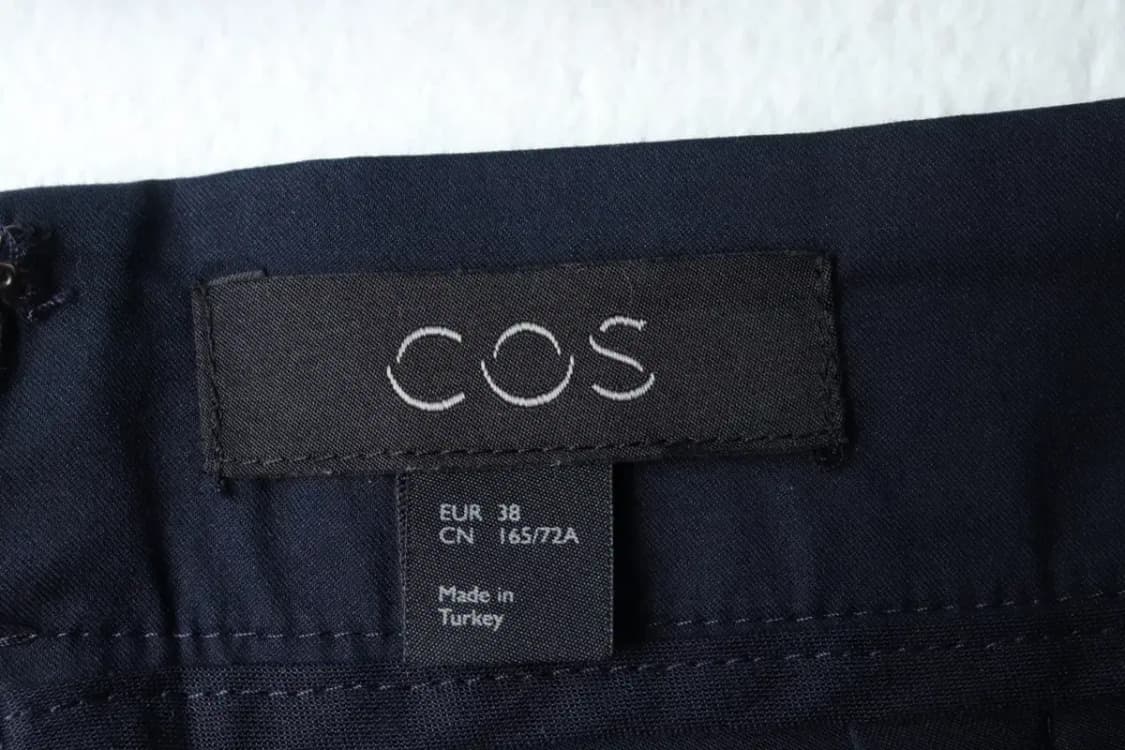 COS
EUR 38
CN 165/72A
Made in
Turkey